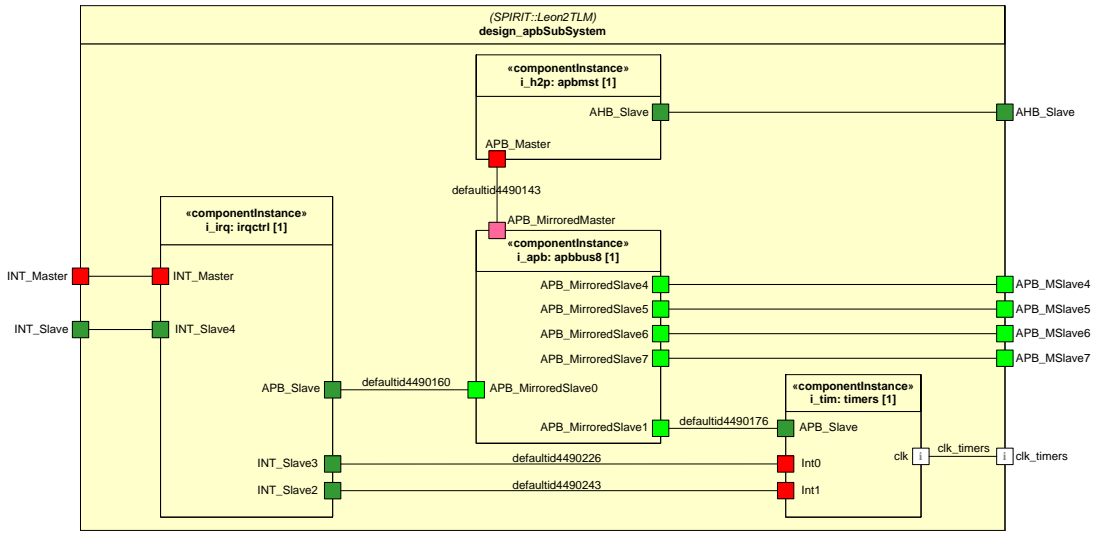 (SPIRIT::Leon2TLM)
design_apbSubSystem
«componentInstance»
i_h2p: apbmst [1]
AHB_Slave
AHB_Slave
APB_Master
defaultid4490143
APB_MirroredMaster
«componentInstance»
i_irq: irqctrl [1]
«componentInstance»
i_apb: apbbus8 [1]
INT_Master
INT_Master
APB_MirroredSlave4
APB_MSlave4
APB_MirroredSlave5
APB_MSlave5
INT_Slave
INT_Slave4
APB_MirroredSlave6
APB_MSlave6
APB_MirroredSlave7
APB_MSlave7
APB_Slave
defaultid4490160
APB_MirroredSlave0
«componentInstance»
i_tim: timers [1]
APB_MirroredSlave1
defaultid4490176
APB_Slave
clk
i
clk_timers
i
clk_timers
INT_Slave3
defaultid4490226
Int0
INT_Slave2
defaultid4490243
Int1